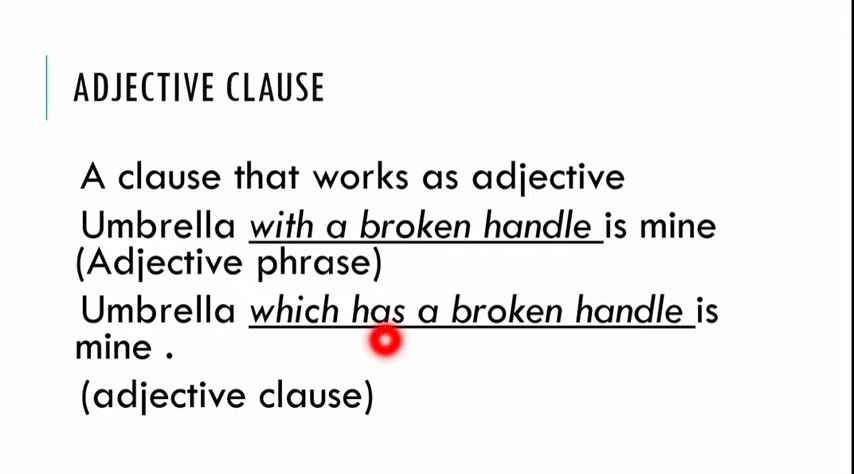 ADJECTIVE CLAUSE
A clause that works as adjective
Umbrella with a broken handle is mine
(Adjective phrase)
Umbrella which has a broken handle is
mine .
(adjective clause)